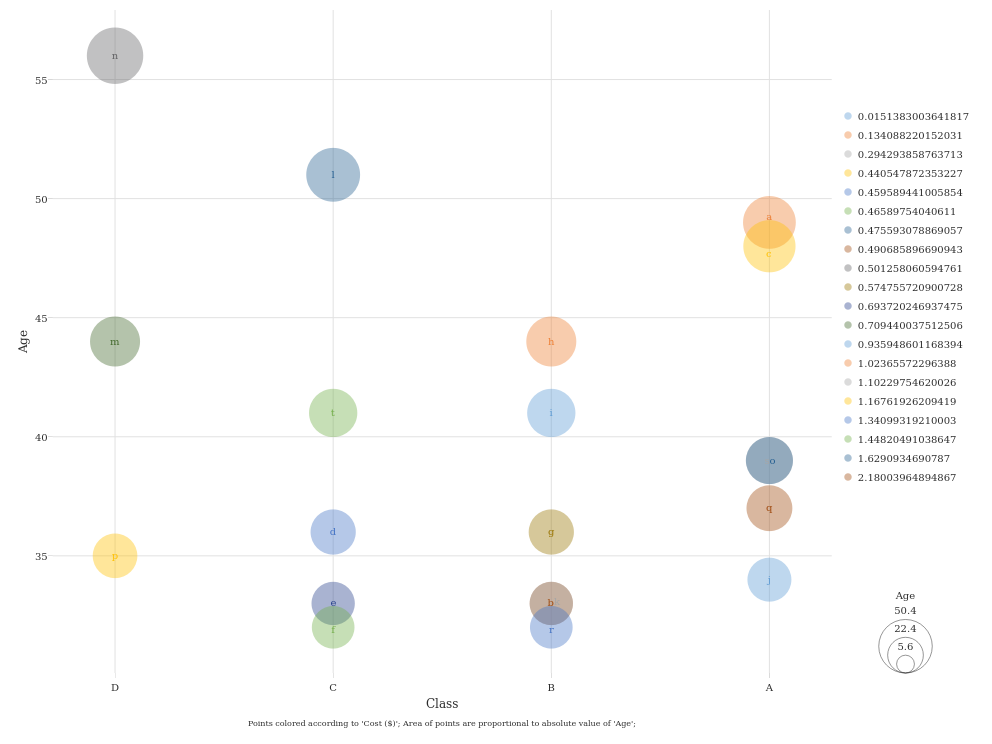 n
55
0.0151383003641817
0.134088220152031
0.294293858763713
l
0.440547872353227
0.459589441005854
50
a
0.46589754040611
0.475593078869057
c
0.490685896690943
0.501258060594761
0.574755720900728
0.693720246937475
45
0.709440037512506
Age
m
h
0.935948601168394
1.02365572296388
1.10229754620026
1.16761926209419
t
i
1.34099319210003
40
1.44820491038647
o
1.6290934690787
2.18003964894867
q
d
g
35
p
j
Age
e
b
50.4
f
r
22.4
5.6
D
C
B
A
Class
Points colored according to 'Cost ($)'; Area of points are proportional to absolute value of 'Age';